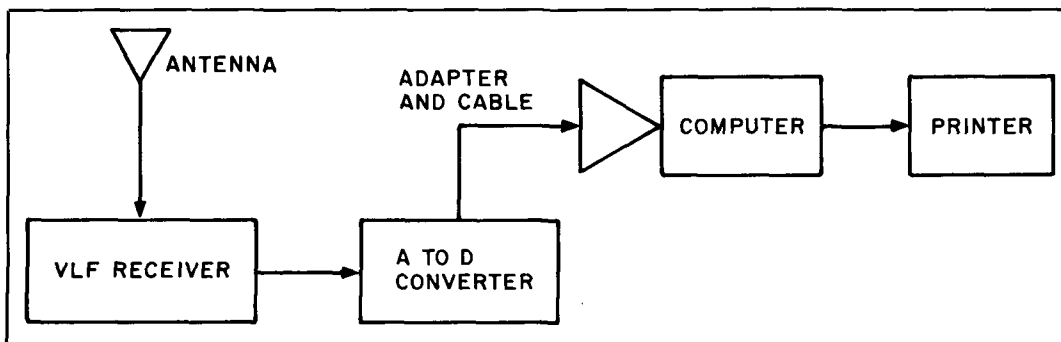 ANTENNA
ADAPTER
AND CABLE
COMPUTER
PRINTER
VLF RECEIVER
A TO D
CONVERTER